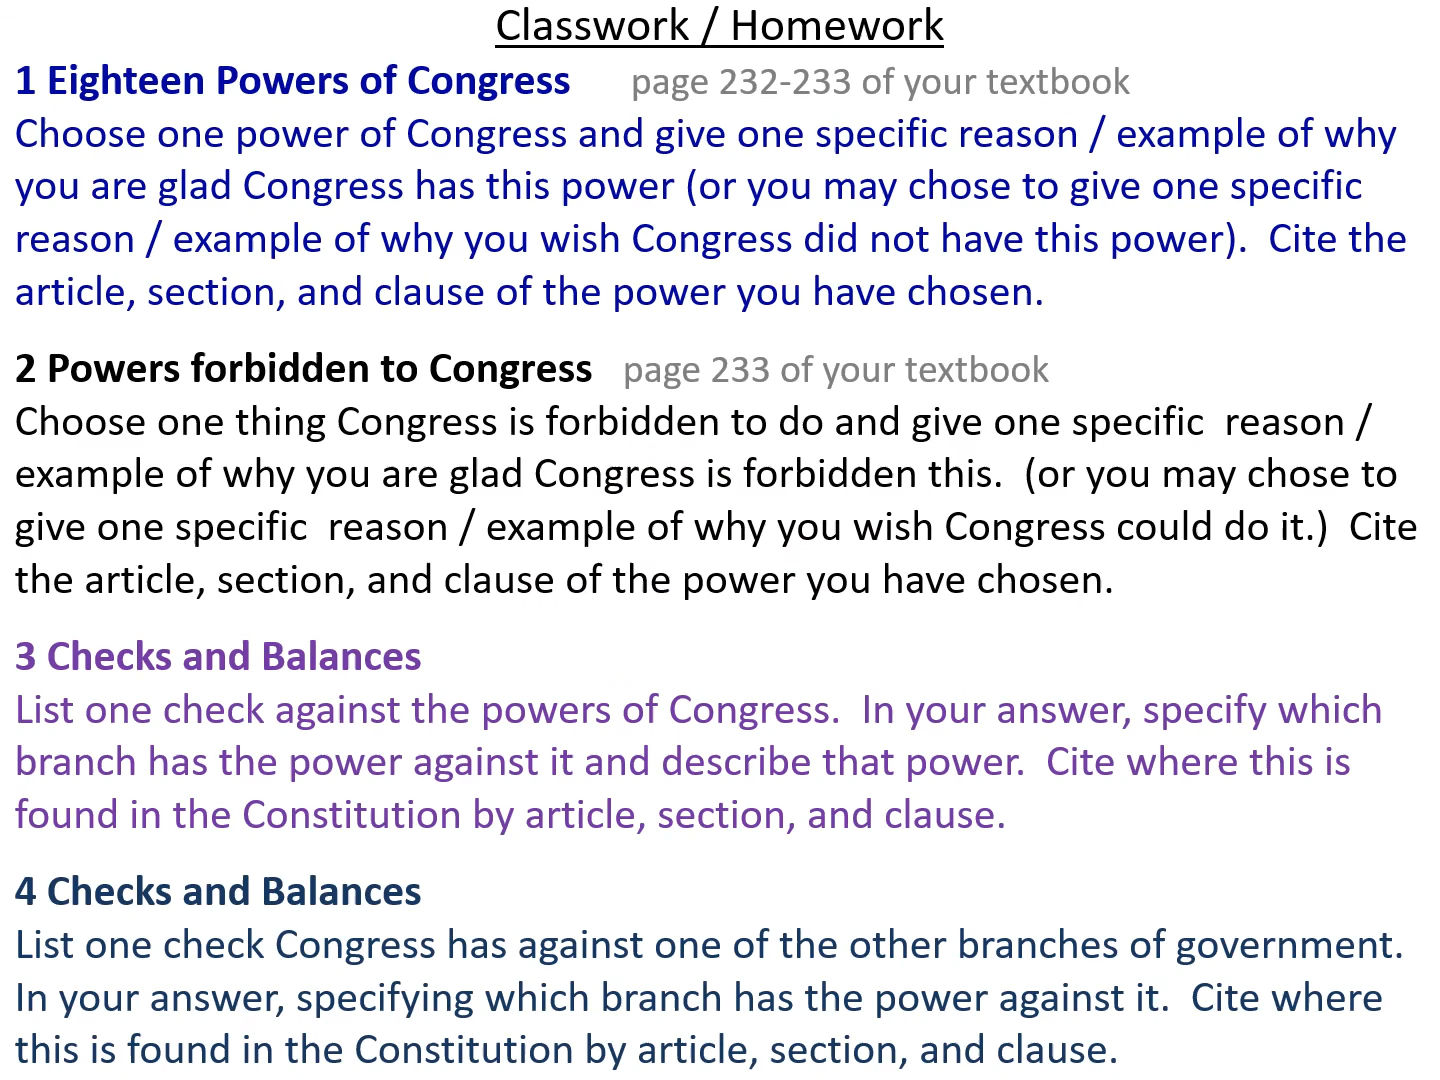 Classwork / Homework
1 Eighteen Powers of Congress page 232-233 of your textbook
Choose one power of Congress and give one specific reason / example of why
you are glad Congress has this power (or you may chose to give one specific
reason / example of why you wish Congress did not have this power). Cite the
article, section, and clause of the power you have chosen.
2 Powers forbidden to Congress page 233 of your textbook
Choose one thing Congress is forbidden to do and give one specific reason /
example of why you are glad Congress is forbidden this. (or you may chose to
give one specific reason / example of why you wish Congress could do it.) Cite
the article, section, and clause of the power you have chosen.
3 Checks and Balances
List one check against the powers of Congress. In your answer, specify which
branch has the power against it and describe that power. Cite where this is
found in the Constitution by article, section, and clause.
4 Checks and Balances
List one check Congress has against one of the other branches of government.
In your answer, specifying which branch has the power against it. Cite where
this is found in the Constitution by article, section, and clause.